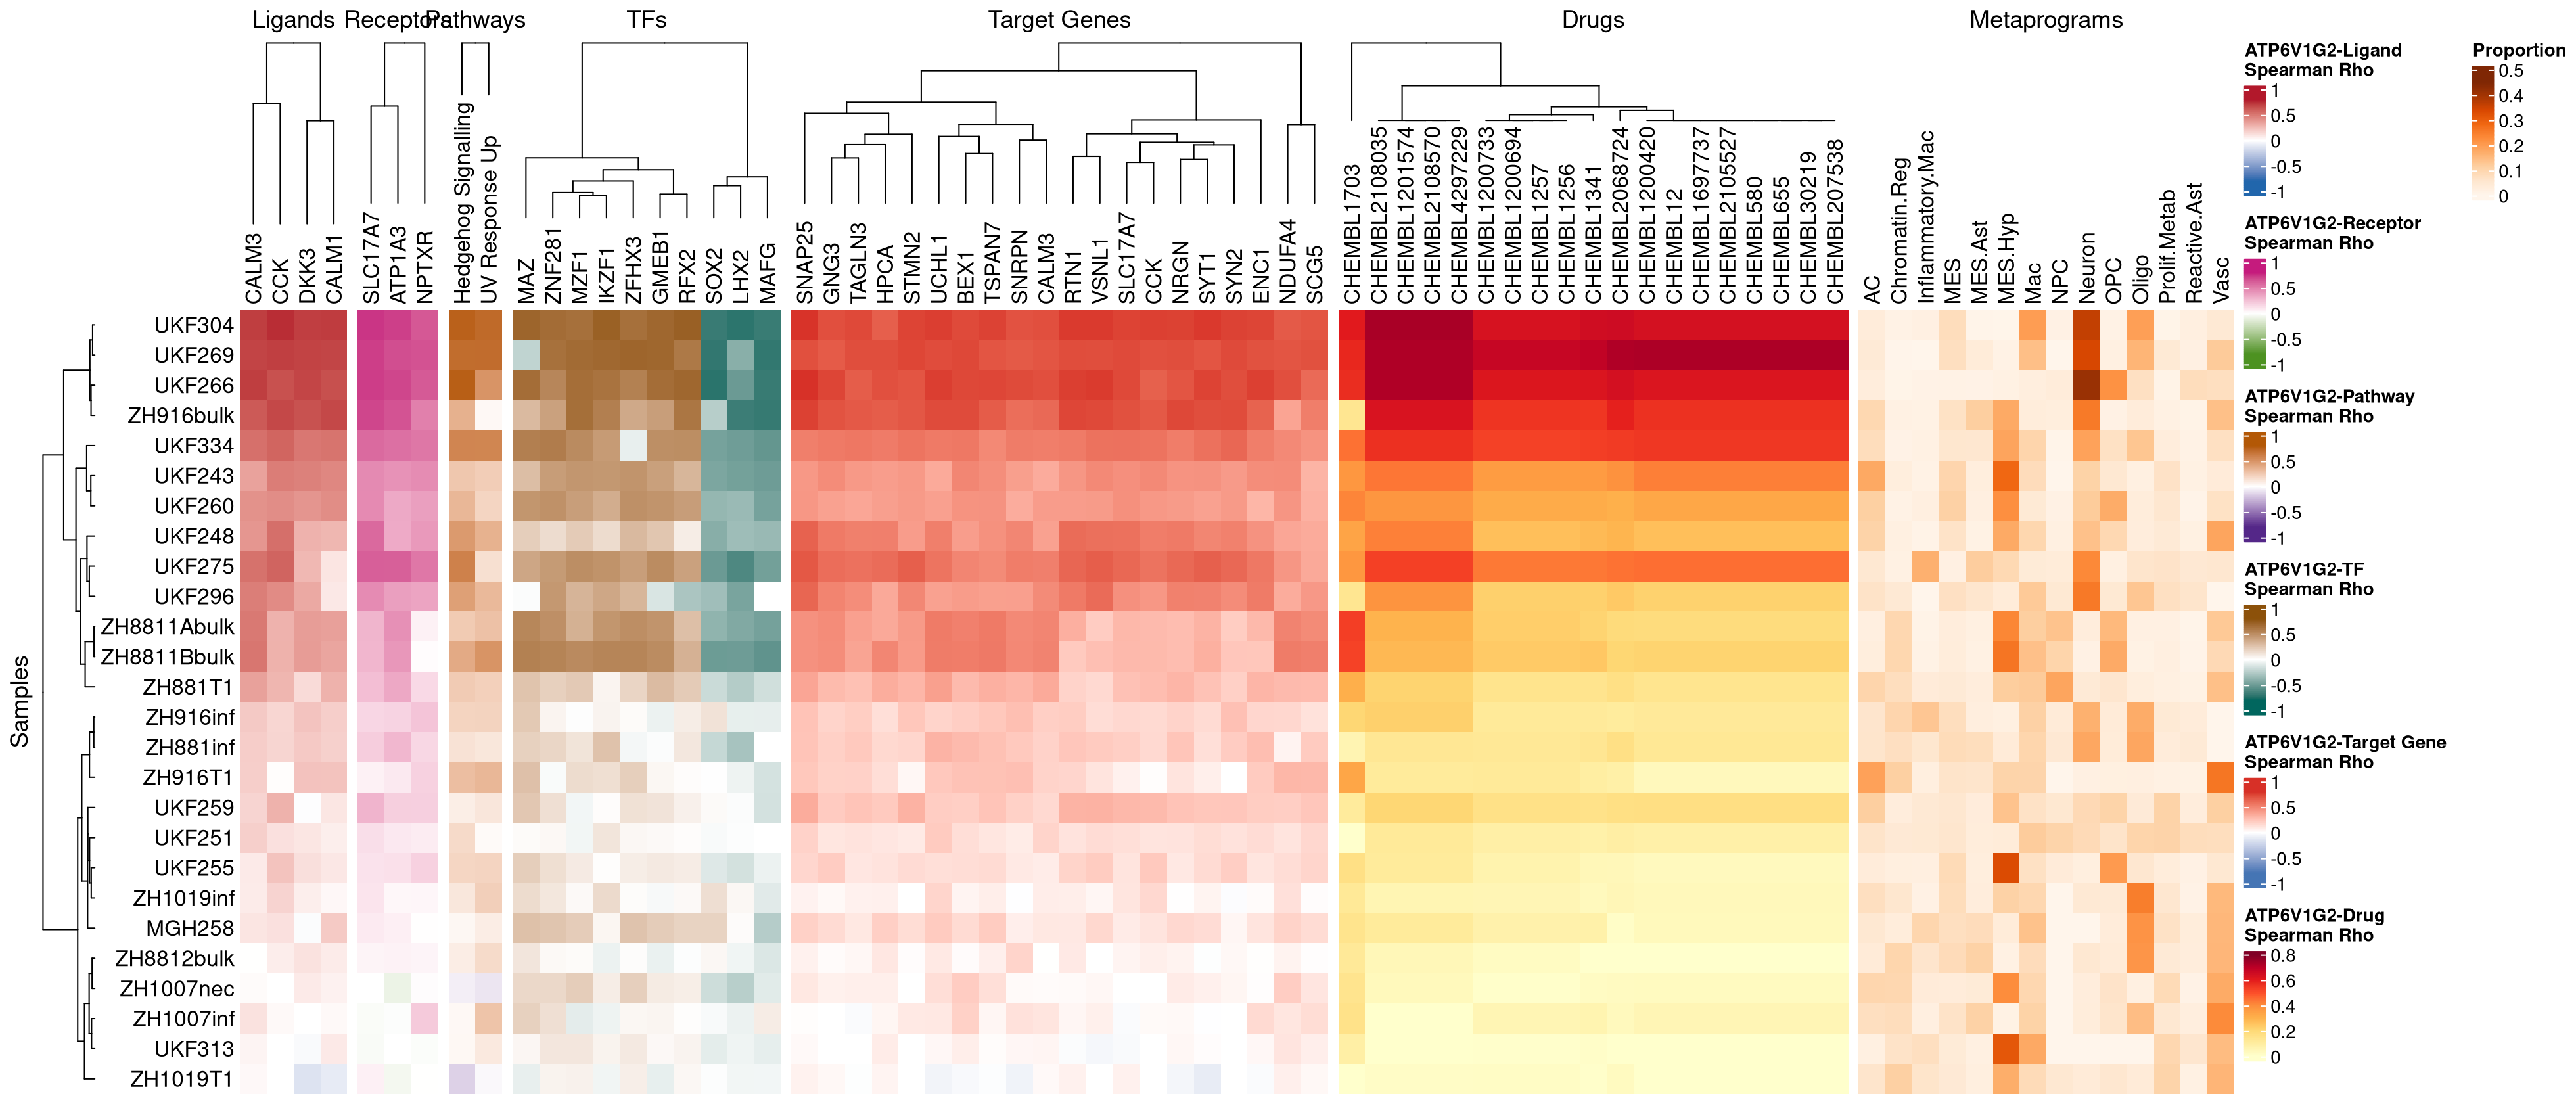 Ligands Receptors Pathways TFs Target Genes Drugs Metaprograms
CALM3
CCK
DKK3
CALM1
SLC17A7
ATP1A3
NPTXR
Hedgehog Signalling
UV Response Up
MAZ
ZNF281
MZF1
IKZF1
ZFHX3
GMEB1
RFX2
SOX2
LHX2
MAFG
SNAP25
GNG3
TAGLN3
HPCA
STMN2
UCHL1
BEX1
TSPAN7
SNRPN
CALM3
RTN1
VSNL1
SLC17A7
CCK
NRGN
SYT1
SYN2
ENC1
NDUFA4
SCG5
CHEMBL1703
CHEMBL2108035
CHEMBL1201574
CHEMBL2108570
CHEMBL4297229
CHEMBL1200733
CHEMBL1200694
CHEMBL1257
CHEMBL1256
CHEMBL1341
CHEMBL2068724
CHEMBL1200420
CHEMBL12
CHEMBL1697737
CHEMBL2105527
CHEMBL580
CHEMBL655
CHEMBL30219
CHEMBL207538
AC
Chromatin.Reg
Inflammatory.Mac
MES
MES.Ast
MES.Hyp
Mac
NPC
Neuron
OPC
Oligo
Prolif.Metab
Reactive.Ast
Vasc
Samples
UKF304
UKF269
UKF266
ZH916bulk
UKF334
UKF243
UKF260
UKF248
UKF275
UKF296
ZH8811Abulk
ZH8811Bbulk
ZH881T1
ZH916inf
ZH881inf
ZH916T1
UKF259
UKF251
UKF255
ZH1019inf
MGH258
ZH8812bulk
ZH1007nec
ZH1007inf
UKF313
ZH1019T1
ATP6V1G2-Ligand
Spearman Rho
1
0.5
0
-0.5
-1
ATP6V1G2-Receptor
Spearman Rho
1
0.5
0
-0.5
-1
ATP6V1G2-Pathway
Spearman Rho
1
0.5
0
-0.5
-1
ATP6V1G2-TF
Spearman Rho
1
0.5
0
-0.5
-1
ATP6V1G2-Target Gene
Spearman Rho
1
0.5
0
-0.5
-1
ATP6V1G2-Drug
Spearman Rho
0.8
0.6
0.4
0.2
0
Proportion
0.5
0.4
0.3
0.2
0.1
0